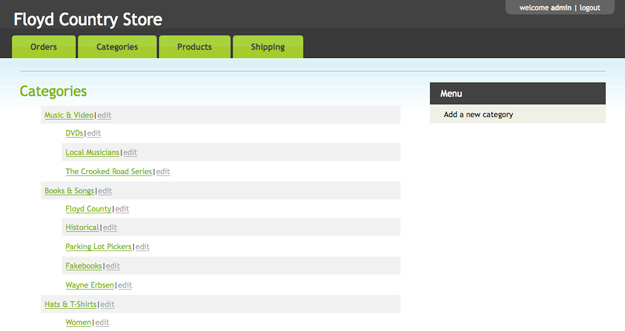 welcome admin | logout
Floyd Country Store
Orders
Categories
Products
Shipping
Categories
Menu
Add a new category
Music & Video|edit
DVDs|edit
Local Musicians|edit
The Crooked Road Series|edit
Books & Songs|edit
Floyd County|edit
Historical|edit
Parking Lot Pickers|edit
Fakebooks|edit
Wayne Erbsen|edit
Hats & T-Shirts|edit
Women|edit